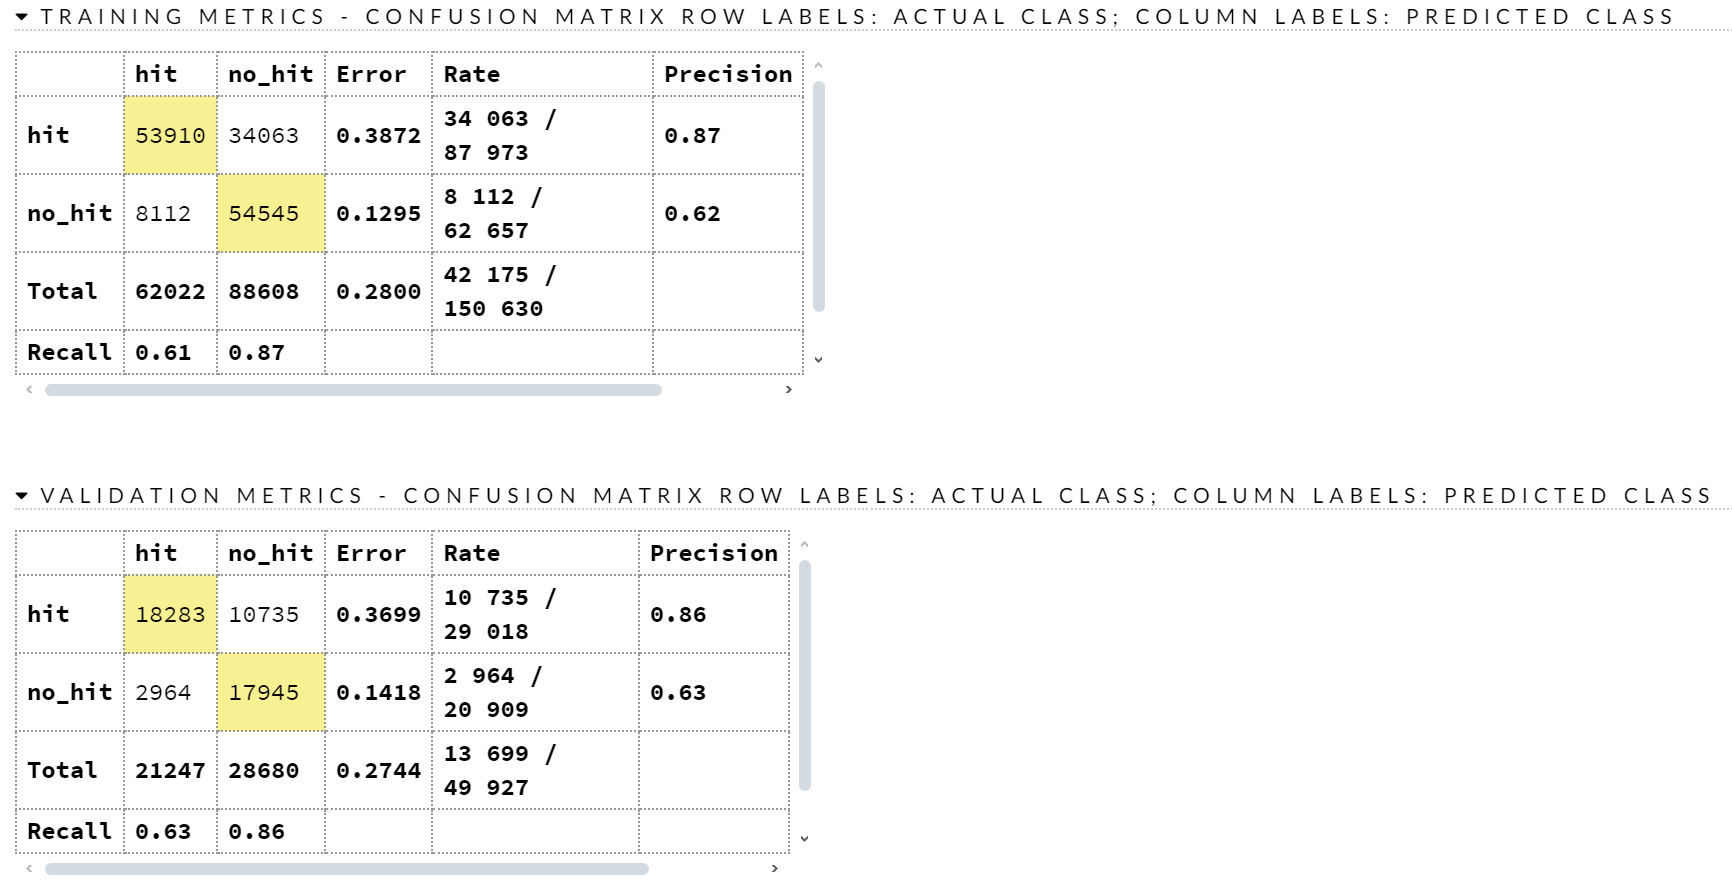 TRAINING METRICS - CONFUSION MATRIX ROW LABELS: ACTUAL CLASS; COLUMN LABELS: PREDICTED CLASS
hit no_hit Error Rate Precision
hit 53910 34063 0.3872 34 063 / 87 973 0.87
no_hit 8112 54545 0.1295 8 112 / 62 657 0.62
Total 62022 88608 0.2800 42 175 / 150 630
Recall 0.61 0.87
VALIDATION METRICS - CONFUSION MATRIX ROW LABELS: ACTUAL CLASS; COLUMN LABELS: PREDICTED CLASS
hit no_hit Error Rate Precision
hit 18283 10735 0.3699 10 735 / 29 018 0.86
no_hit 2964 17945 0.1418 2 964 / 20 909 0.63
Total 21247 28680 0.2744 13 699 / 49 927
Recall 0.63 0.86